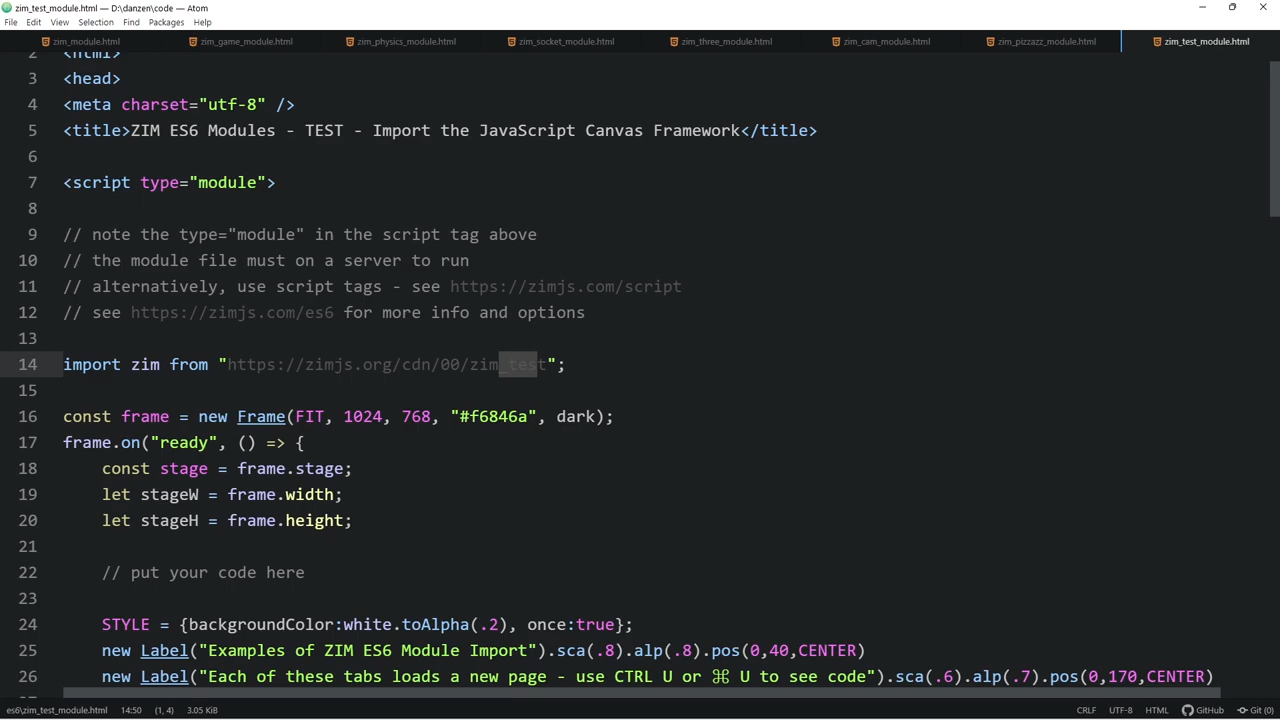 zim_test_module.html — D:\danzen\code — Atom
File Edit View Selection Find Packages Help
zim_module.html zim_game_module.html zim_physics_module.html zim_socket_module.html zim_three_module.html zim_cam_module.html zim_pizzazz_module.html zim_test_module.html
2 <html>
3 <head>
4 <meta charset="utf-8" />
5 <title>ZIM ES6 Modules - TEST - Import the JavaScript Canvas Framework</title>
6
7 <script type="module">
8
9 // note the type="module" in the script tag above
10 // the module file must on a server to run
11 // alternatively, use script tags - see https://zimjs.com/script
12 // see https://zimjs.com/es6 for more info and options
13
14 import zim from "https://zimjs.org/cdn/00/zim_test";
15
16 const frame = new Frame(FIT, 1024, 768, "#f6846a", dark);
17 frame.on("ready", () => {
18 const stage = frame.stage;
19 let stageW = frame.width;
20 let stageH = frame.height;
21
22 // put your code here
23
24 STYLE = {backgroundColor:white.toAlpha(.2), once:true};
25 new Label("Examples of ZIM ES6 Module Import").sca(.8).alp(.8).pos(0,40,CENTER)
26 new Label("Each of these tabs loads a new page - use CTRL U or ⌘ U to see code").sca(.6).alp(.7).pos(0,170,CENTER)
es6\zim_test_module.html 14:50 (1, 4) 3.05 KiB CRLF UTF-8 HTML GitHub Git (0)